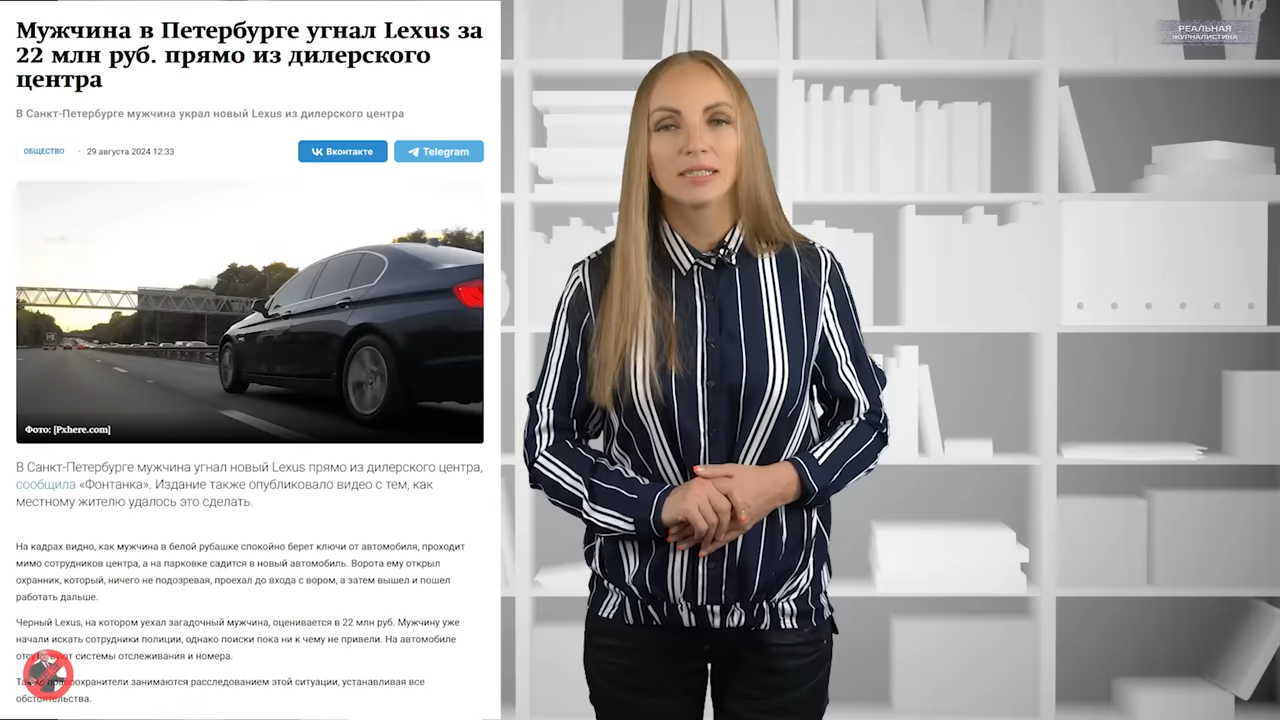 Мужчина в Петербурге угнал Lexus за
22 млн руб. прямо из дилерского
центра
В Санкт-Петербурге мужчина украл новый Lexus из дилерского центра
ОБЩЕСТВО · 29 августа 2024 12:33
Вконтакте
Telegram
Фото: [Pxhere.com]
В Санкт-Петербурге мужчина угнал новый Lexus прямо из дилерского центра,
сообщила «Фонтанка». Издание также опубликовало видео с тем, как
местному жителю удалось это сделать.
На кадрах видно, как мужчина в белой рубашке спокойно берет ключи от автомобиля, проходит
мимо сотрудников центра, а на парковке садится в новый автомобиль. Ворота ему открыл
охранник, который, ничего не подозревая, проехал до входа с вором, а затем вышел и пошел
работать дальше.
Черный Lexus, на котором уехал загадочный мужчина, оценивается в 22 млн руб. Мужчину уже
начали искать сотрудники полиции, однако поиски пока ни к чему не привели. На автомобиле
системы отслеживания и номера.
правоохранители занимаются расследованием этой ситуации, устанавливая все
обстоятельства.
РЕАЛЬНАЯ
ЖУРНАЛИСТИКА